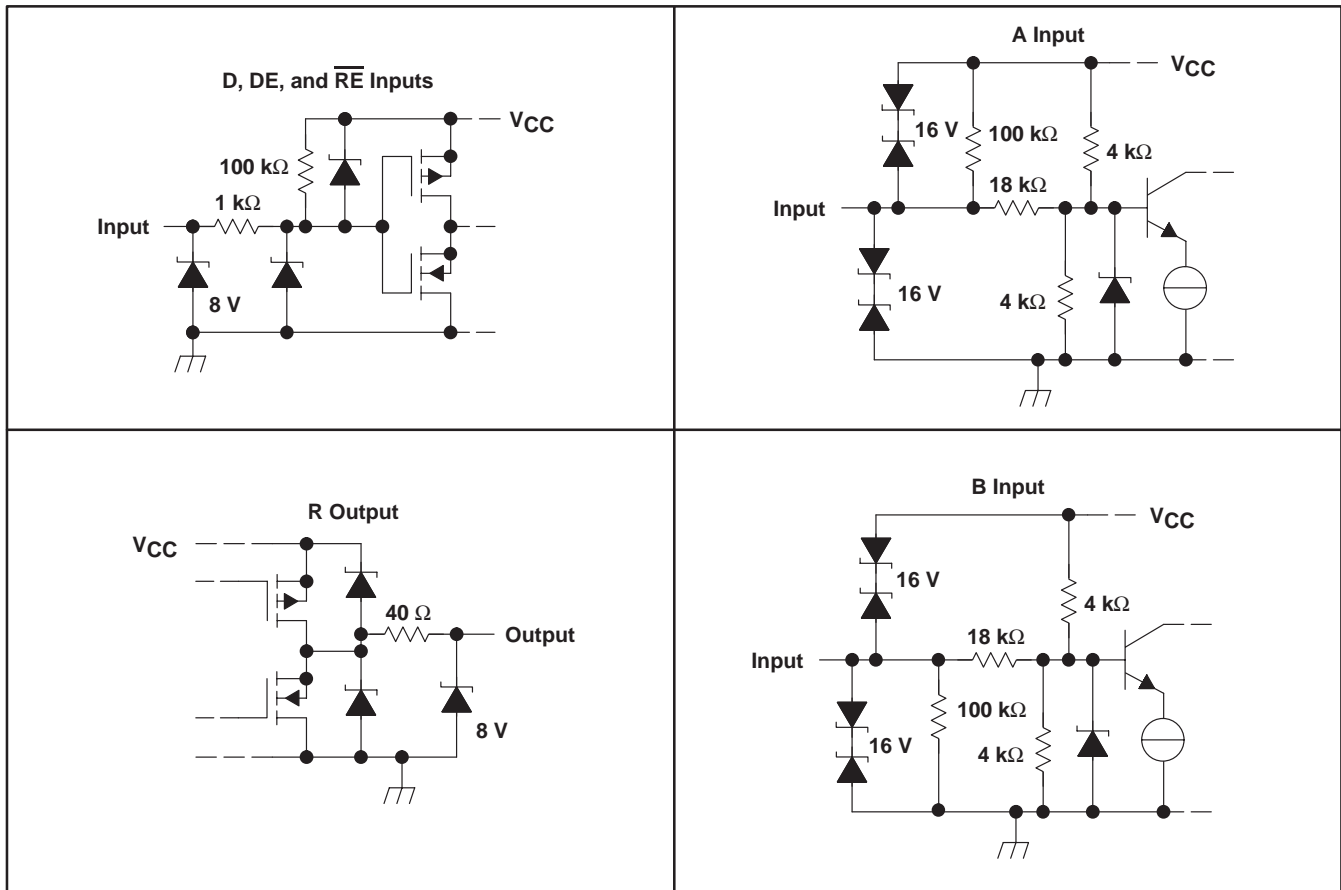 D, DE, and R̅E̅ Inputs
VCC
100 kΩ
1 kΩ
Input
8 V
A Input
VCC
16 V
100 kΩ
4 kΩ
18 kΩ
Input
16 V
4 kΩ
R Output
VCC
40 Ω
Output
8 V
B Input
VCC
16 V
4 kΩ
18 kΩ
Input
16 V
100 kΩ
4 kΩ